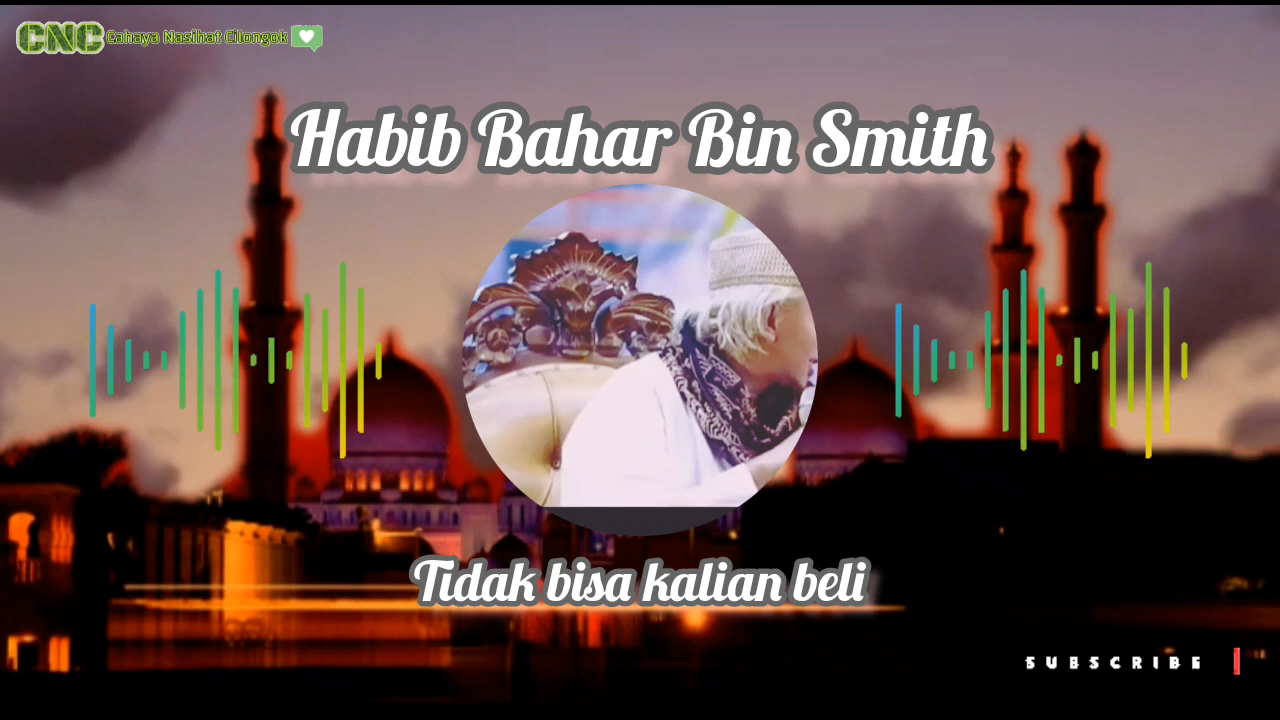 CNC Cahaya Nasihat Cilongok
Habib Bahar Bin Smith
Tidak bisa kalian beli
SUBSCRIBE